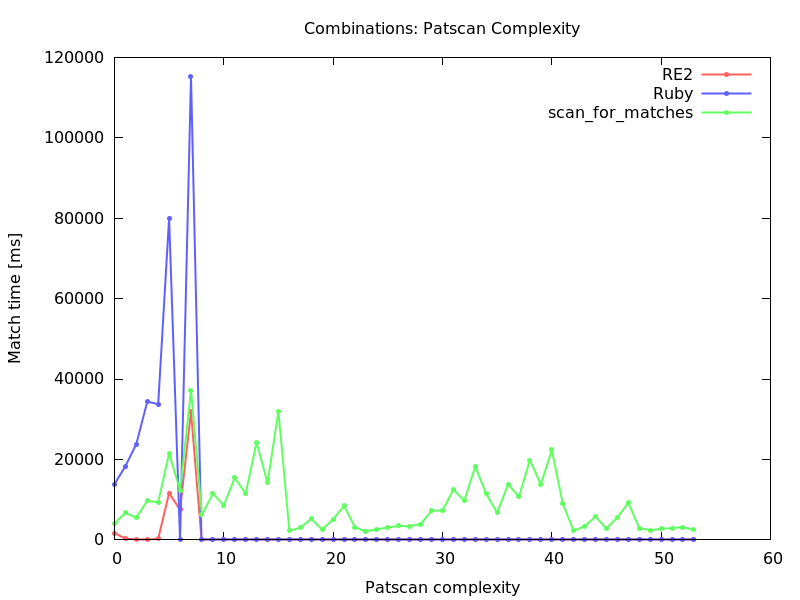 Combinations: Patscan Complexity
120000
100000
80000
60000
40000
20000
0
Match time [ms]
RE2
Ruby
scan_for_matches
0 10 20 30 40 50 60
Patscan complexity